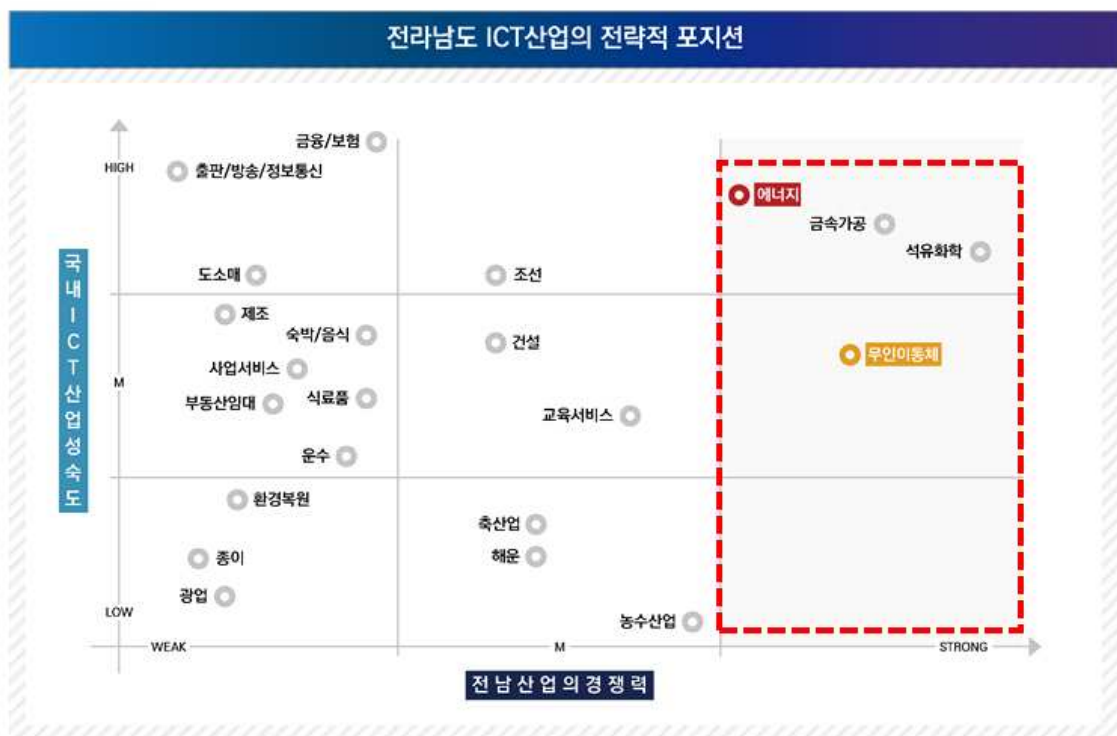 전라남도 ICT산업의 전략적 포지션
금융/보험
HIGH
출판/방송/정보통신
에너지
금속가공
석유화학
도소매
조선
제조
숙박/음식
건설
무인이동체
사업서비스
M
부동산임대
식료품
교육서비스
운수
국내ICT산업성숙도
환경복원
축산업
종이
해운
광업
LOW
농수산업
WEAK
M
STRONG
전남산업의경쟁력